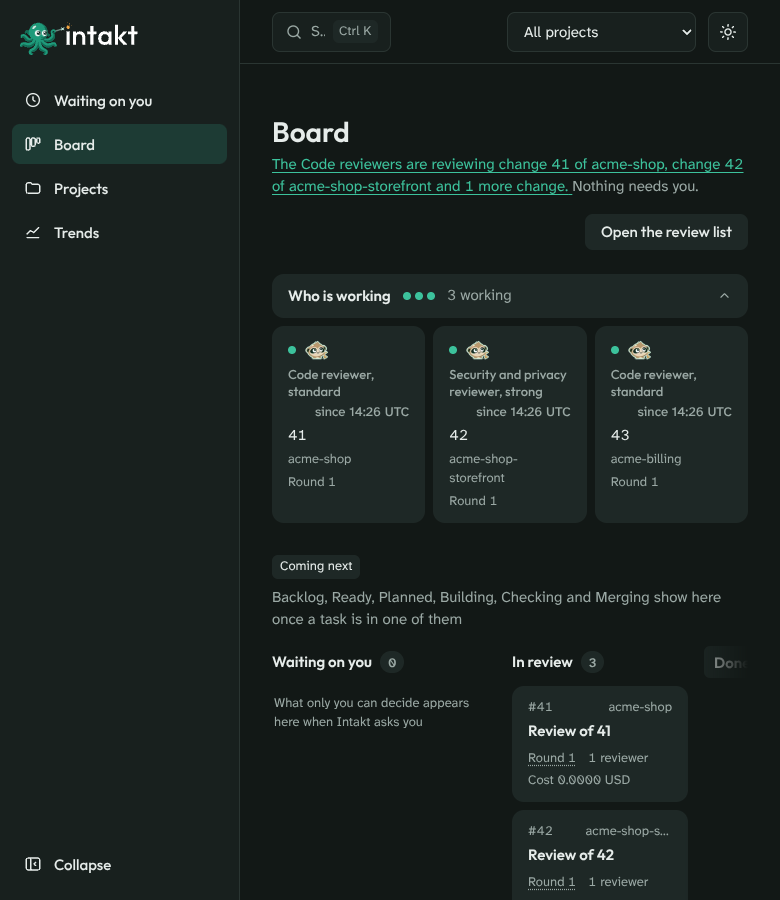 intakt
S..
Ctrl K
All projects
Waiting on you
Board
Projects
Trends
Collapse
Board
The Code reviewers are reviewing change 41 of acme-shop, change 42
of acme-shop-storefront and 1 more change. Nothing needs you.
Open the review list
Who is working
3 working
Code reviewer,
standard
since 14:26 UTC
41
acme-shop
Round 1
Security and privacy
reviewer, strong
since 14:26 UTC
42
acme-shop-
storefront
Round 1
Code reviewer,
standard
since 14:26 UTC
43
acme-billing
Round 1
Coming next
Backlog, Ready, Planned, Building, Checking and Merging show here
once a task is in one of them
Waiting on you 0
What only you can decide appears
here when Intakt asks you
In review 3
#41 acme-shop
Review of 41
Round 1 1 reviewer
Cost 0.0000 USD
#42 acme-shop-s...
Review of 42
Round 1 1 reviewer